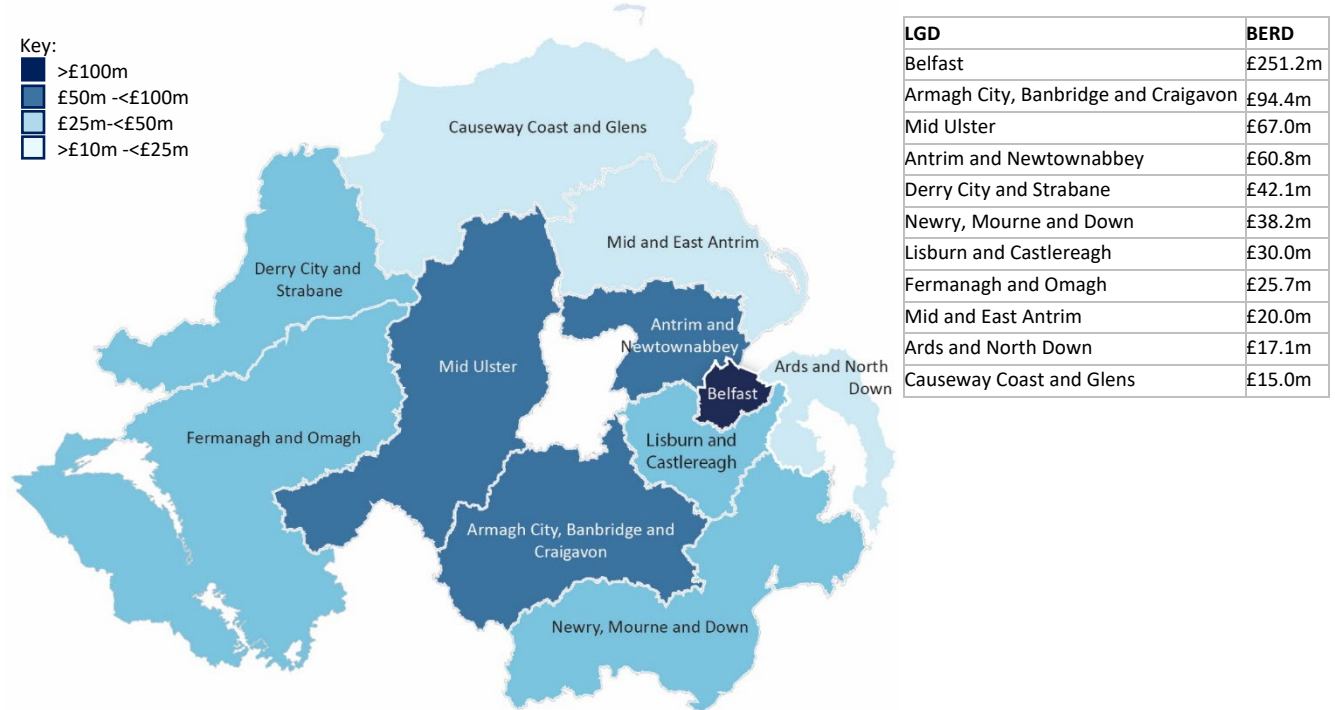 Key:
>£100m
£50m -<£100m
£25m-<£50m
>£10m -<£25m
Causeway Coast and Glens
Mid and East Antrim
Derry City and
Strabane
Antrim and
Newtownabbey
Mid Ulster
Ards and North
Down
Belfast
Fermanagh and Omagh
Lisburn and
Castlereagh
Armagh City, Banbridge and
Craigavon
Newry, Mourne and Down
LGD BERD
Belfast £251.2m
Armagh City, Banbridge and Craigavon £94.4m
Mid Ulster £67.0m
Antrim and Newtownabbey £60.8m
Derry City and Strabane £42.1m
Newry, Mourne and Down £38.2m
Lisburn and Castlereagh £30.0m
Fermanagh and Omagh £25.7m
Mid and East Antrim £20.0m
Ards and North Down £17.1m
Causeway Coast and Glens £15.0m